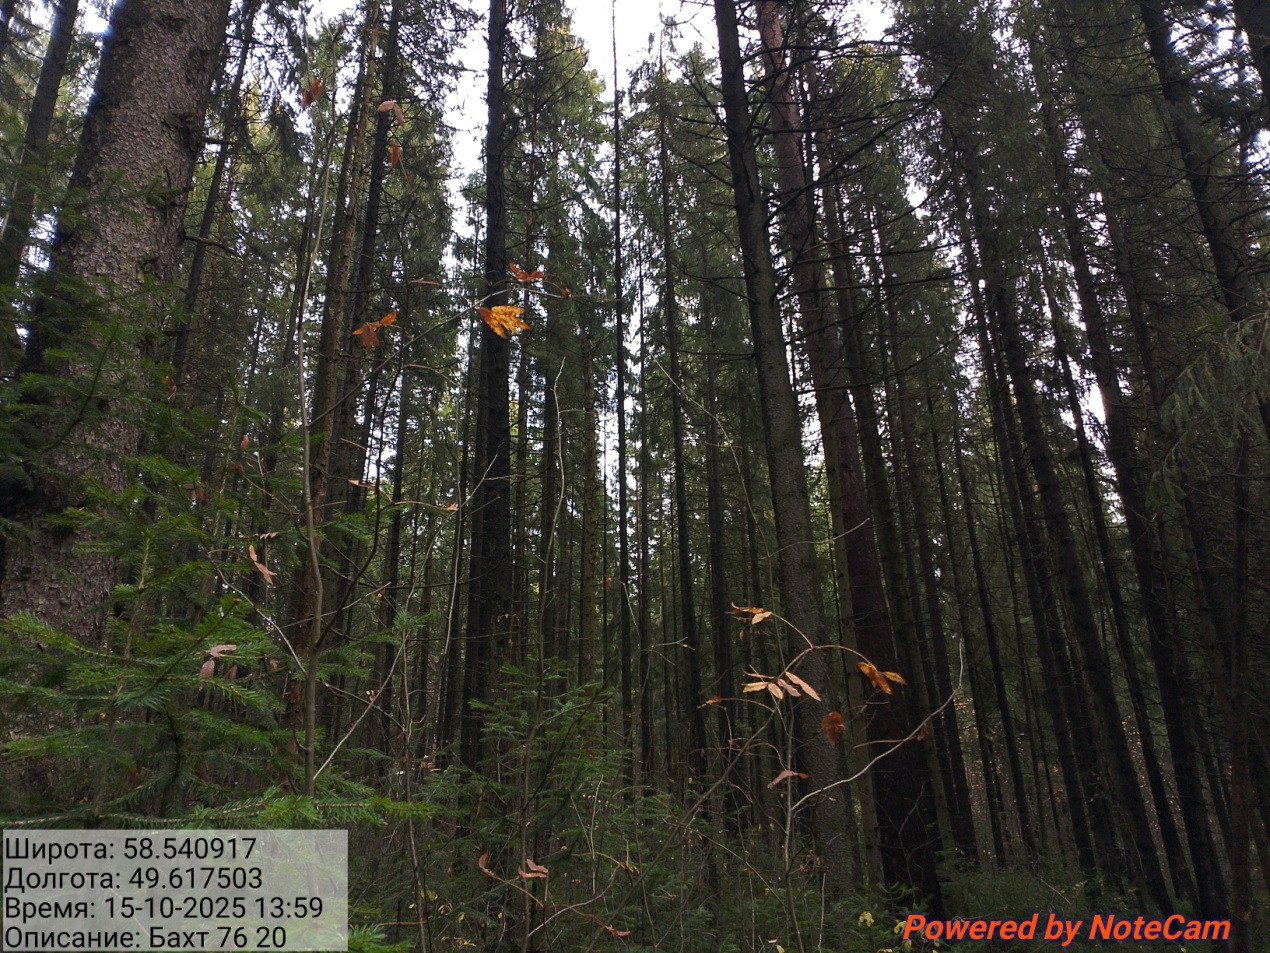 Широта: 58.540917
Долгота: 49.617503
Время: 15-10-2025 13:59
Описание: Бахт 76 20
Powered by NoteCam